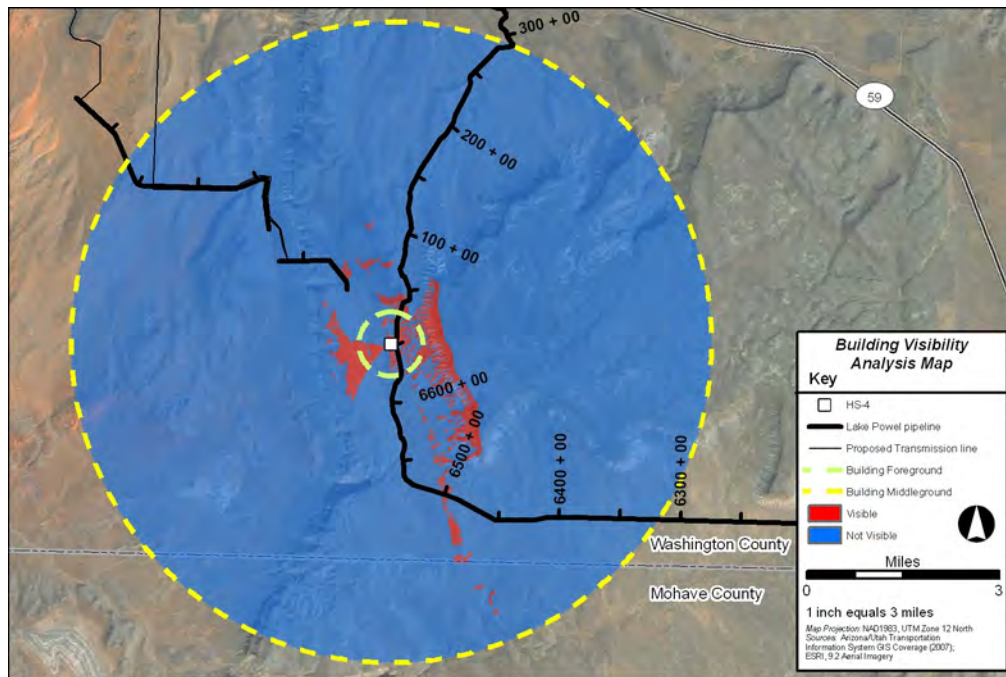 300 + 00
59
200 + 00
100 + 00
6600 + 00
6500 + 00
6400 + 00
6300 + 00
Washington County
Mohave County
Building Visibility
Analysis Map
Key
HS-4
Lake Powel pipeline
Proposed Transmission line
Building Foreground
Building Middleground
Visible
Not Visible
Miles
0 3
1 inch equals 3 miles
Map Projection: NAD1983, UTM Zone 12 North
Sources: Arizona/Utah Transportation
Information System GIS Coverage (2007);
ESRI, 9.2 Aerial Imagery